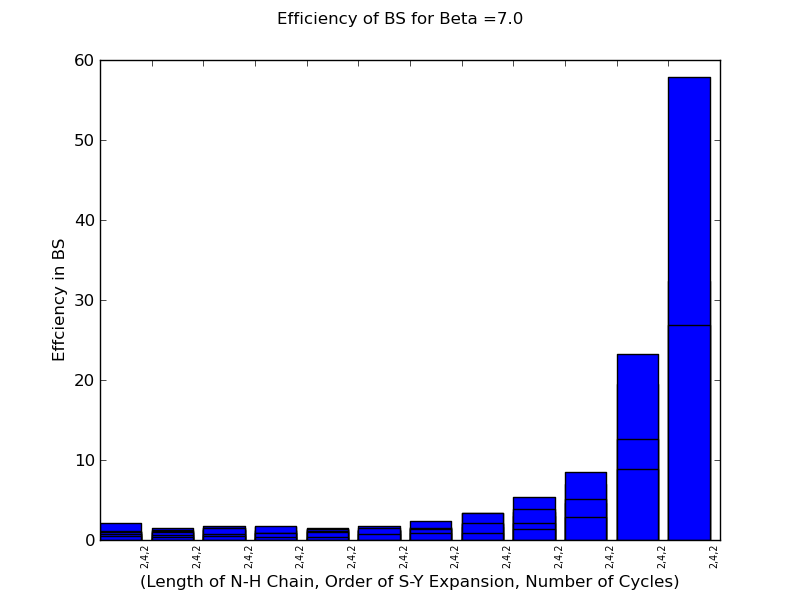 Efficiency of BS for Beta =7.0
60
50
40
30
20
10
0
Effciency in BS
2,4,2 2,4,2 2,4,2 2,4,2 2,4,2 2,4,2 2,4,2 2,4,2 2,4,2 2,4,2 2,4,2 2,4,2
(Length of N-H Chain, Order of S-Y Expansion, Number of Cycles)